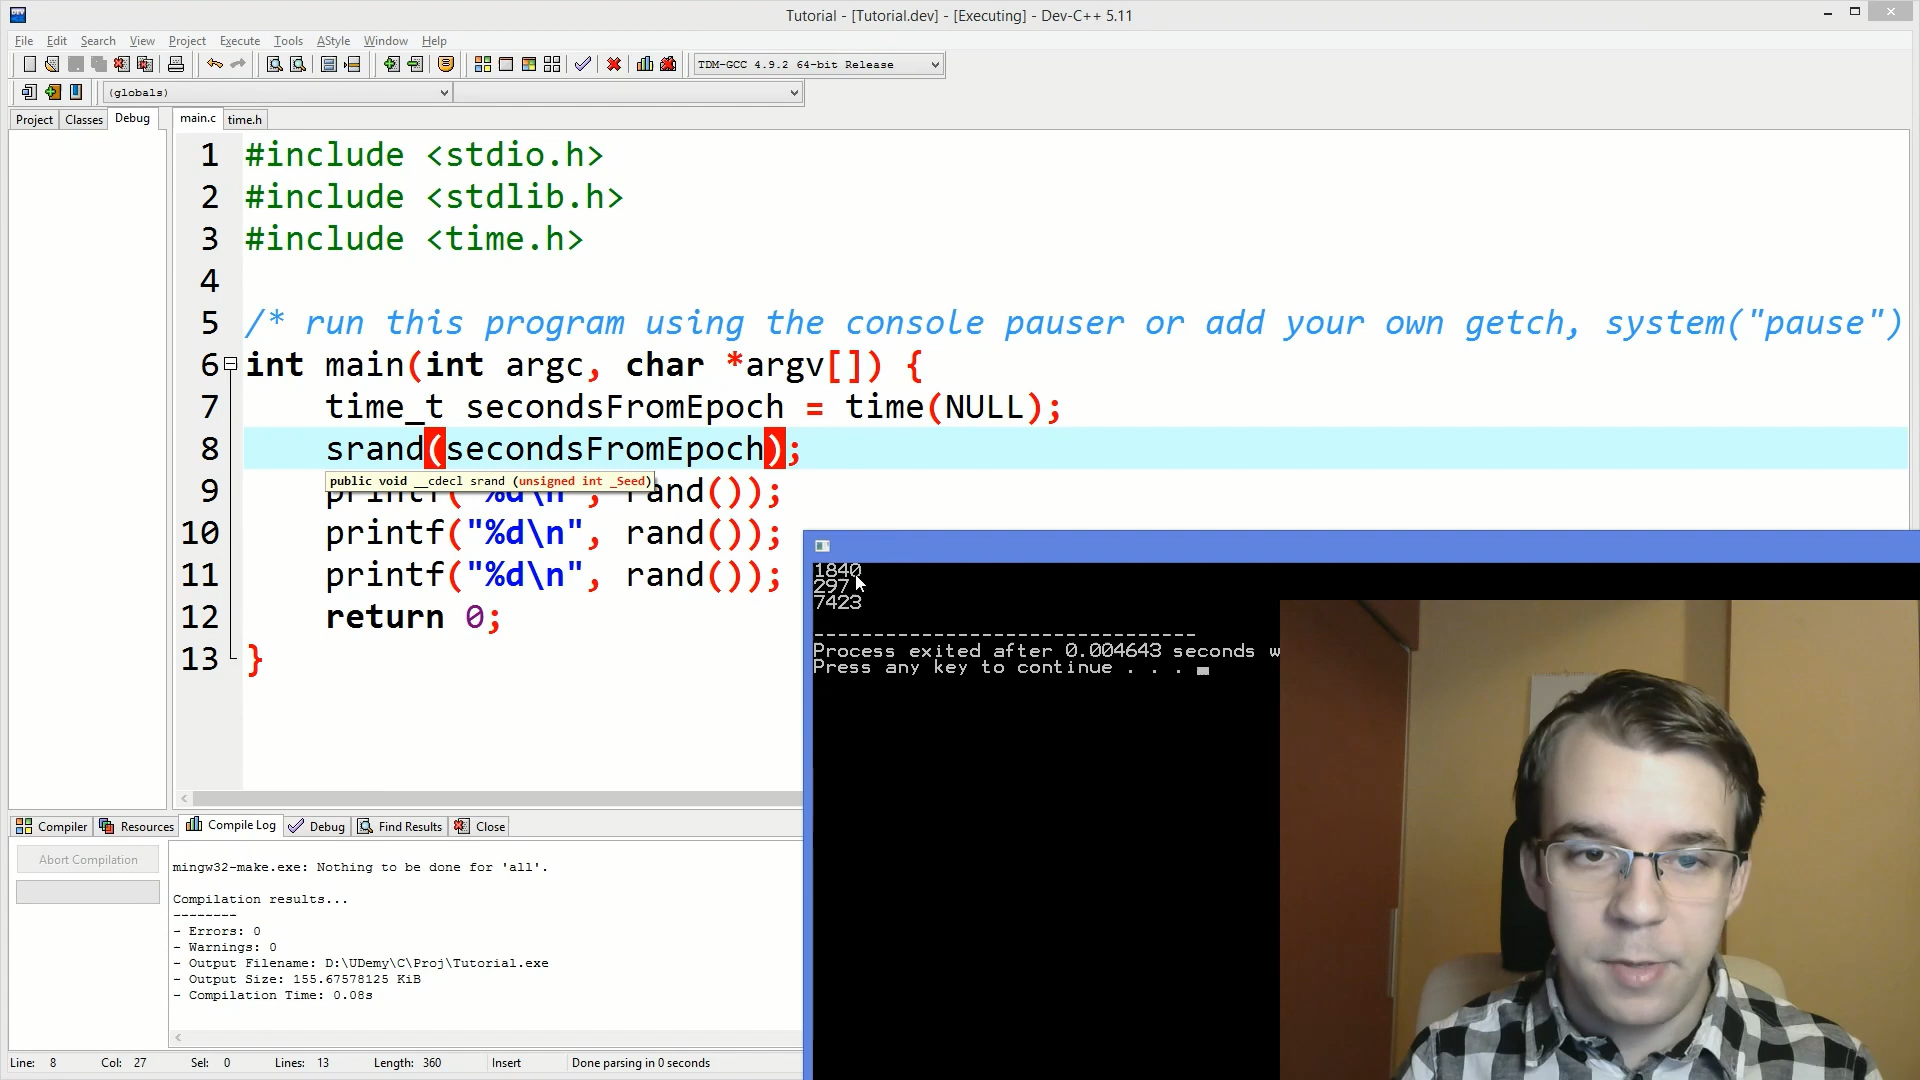 Tutorial - [Tutorial.dev] - [Executing] - Dev-C++ 5.11
File Edit Search View Project Execute Tools AStyle Window Help
TDM-GCC 4.9.2 64-bit Release
(globals)
Project Classes Debug main.c time.h
1 #include <stdio.h>
2 #include <stdlib.h>
3 #include <time.h>
4
5 /* run this program using the console pauser or add your own getch, system("pause")
6 int main(int argc, char *argv[]) {
7 time_t secondsFromEpoch = time(NULL);
8 srand(secondsFromEpoch);
public void __cdecl srand (unsigned int _Seed)
9 printf("%d\n", rand());
10 printf("%d\n", rand());
11 printf("%d\n", rand());
12 return 0;
13 }
1840
297
7423
--------------------------------
Process exited after 0.004643 seconds w
Press any key to continue . . .
Compiler Resources Compile Log Debug Find Results Close
Abort Compilation
mingw32-make.exe: Nothing to be done for 'all'.
Compilation results...
--------
- Errors: 0
- Warnings: 0
- Output Filename: D:\UDemy\C\Proj\Tutorial.exe
- Output Size: 155.67578125 KiB
- Compilation Time: 0.08s
Line: 8 Col: 27 Sel: 0 Lines: 13 Length: 360 Insert Done parsing in 0 seconds